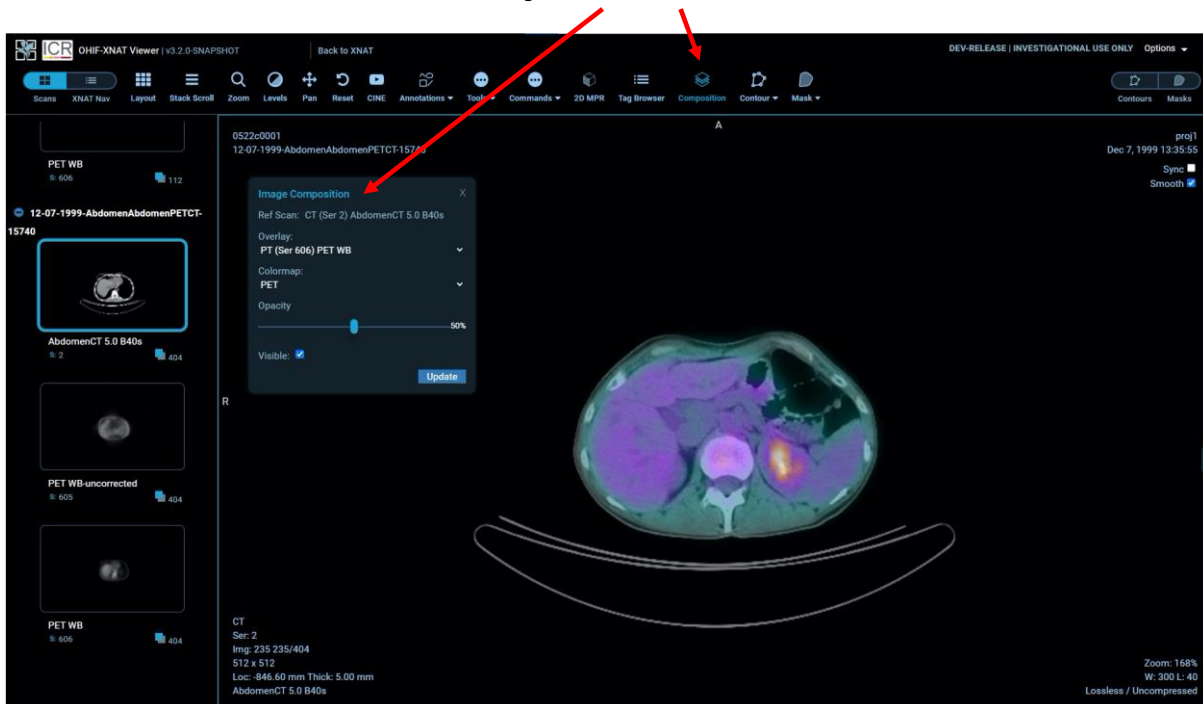 ICR OHIF-XNAT Viewer | v3.2.0-SNAPSHOT
Back to XNAT
DEV-RELEASE | INVESTIGATIONAL USE ONLY Options
Scans XNAT Nav Layout Stack Scroll Zoom Levels Pan Reset CINE Annotations Tools Commands 2D MPR Tag Browser Composition Contour Mask Contours Masks
PET WB
S: 606 112
12-07-1999-AbdomenAbdomenPETCT-
15740
AbdomenCT 5.0 B40s
S: 2 404
PET WB-uncorrected
S: 605 404
PET WB
S: 606 404
0522c0001
12-07-1999-AbdomenAbdomenPETCT-15740
A
proj1
Dec 7, 1999 13:35:55
Sync
Smooth
Image Composition X
Ref Scan: CT (Ser 2) AbdomenCT 5.0 B40s
Overlay:
PT (Ser 606) PET WB
Colormap:
PET
Opacity
50%
Visible:
Update
R
CT
Ser: 2
Img: 235 235/404
512 x 512
Loc: -846.60 mm Thick: 5.00 mm
AbdomenCT 5.0 B40s
Zoom: 168%
W: 300 L: 40
Lossless / Uncompressed